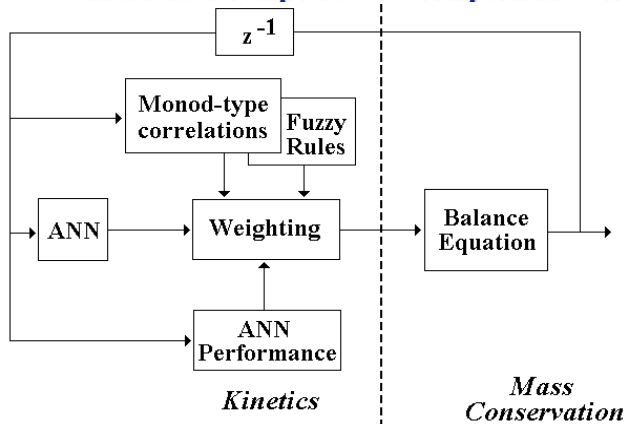 z⁻¹
Monod-type
correlations
Fuzzy
Rules
ANN
Weighting
Balance
Equation
ANN
Performance
Kinetics
Mass
Conservation